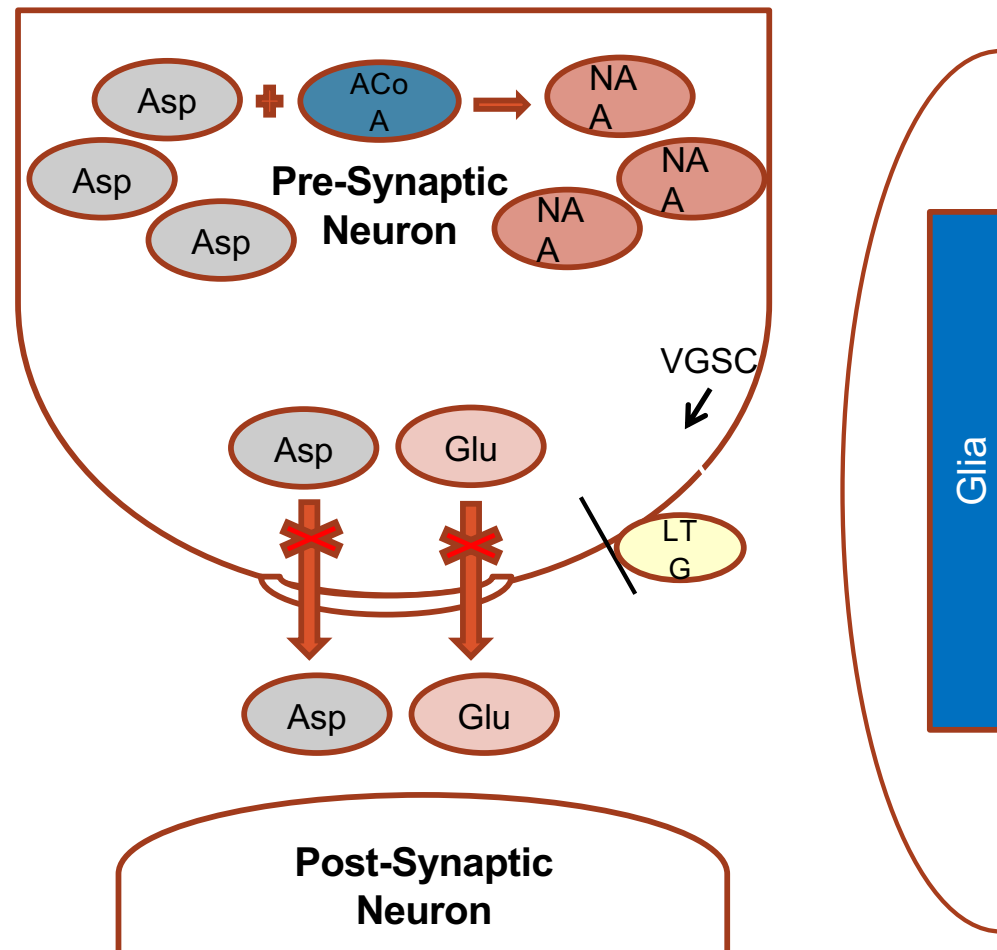 Asp
ACo
A
NA
A
Asp
NA
A
Pre-Synaptic
Neuron
Asp
NA
A
VGSC
Asp
Glu
LT
G
Glia
Asp
Glu
Post-Synaptic
Neuron